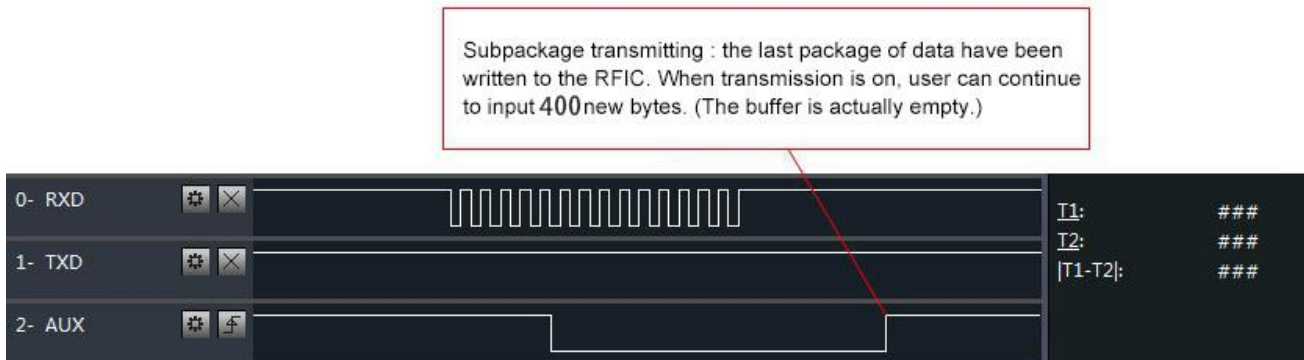 Subpackage transmitting : the last package of data have been
written to the RFIC. When transmission is on, user can continue
to input 400 new bytes. (The buffer is actually empty.)
0- RXD
1- TXD
2- AUX
T1: ###
T2: ###
|T1-T2|: ###